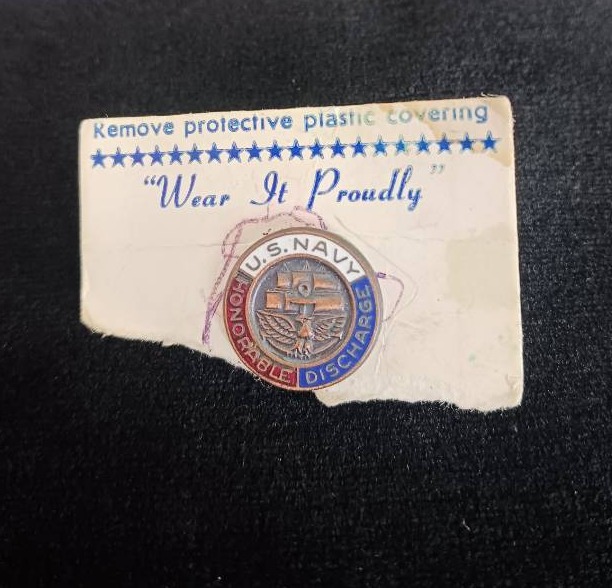 Remove protective plastic covering
“Wear It Proudly”
U.S. NAVY
HONORABLE DISCHARGE